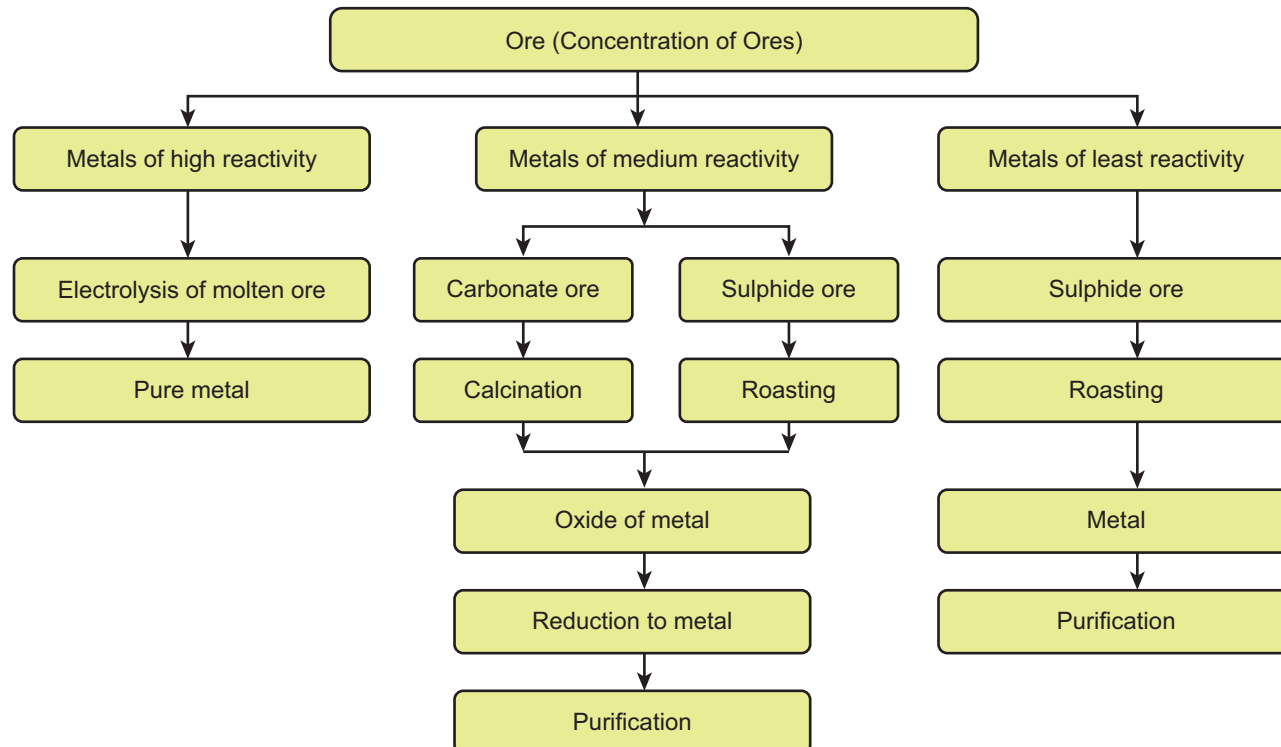 Ore (Concentration of Ores)
Metals of high reactivity
Metals of medium reactivity
Metals of least reactivity
Electrolysis of molten ore
Carbonate ore
Sulphide ore
Sulphide ore
Pure metal
Calcination
Roasting
Roasting
Oxide of metal
Metal
Reduction to metal
Purification
Purification